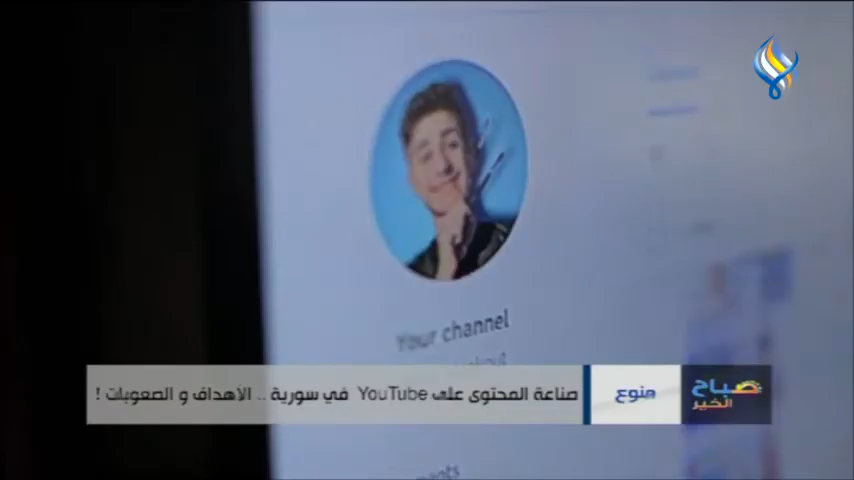 Your channel
صباح الخير
منوع
صناعة المحتوى على YouTube في سورية .. الأهداف و الصعوبات !